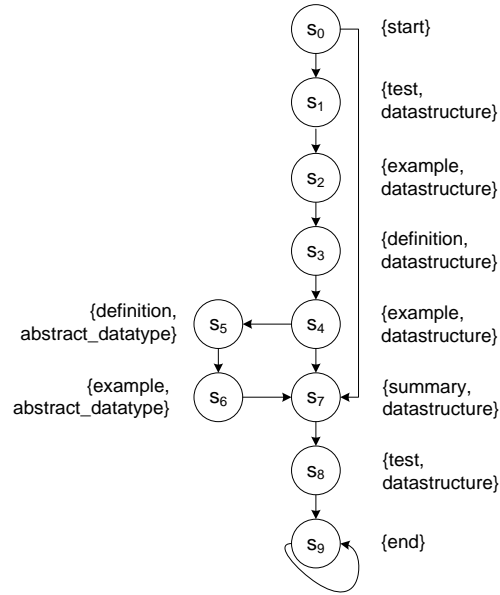 s0
{start}
s1
{test,
datastructure}
s2
{example,
datastructure}
s3
{definition,
datastructure}
{definition,
abstract_datatype}
s5
s4
{example,
datastructure}
{example,
abstract_datatype}
s6
s7
{summary,
datastructure}
s8
{test,
datastructure}
s9
{end}